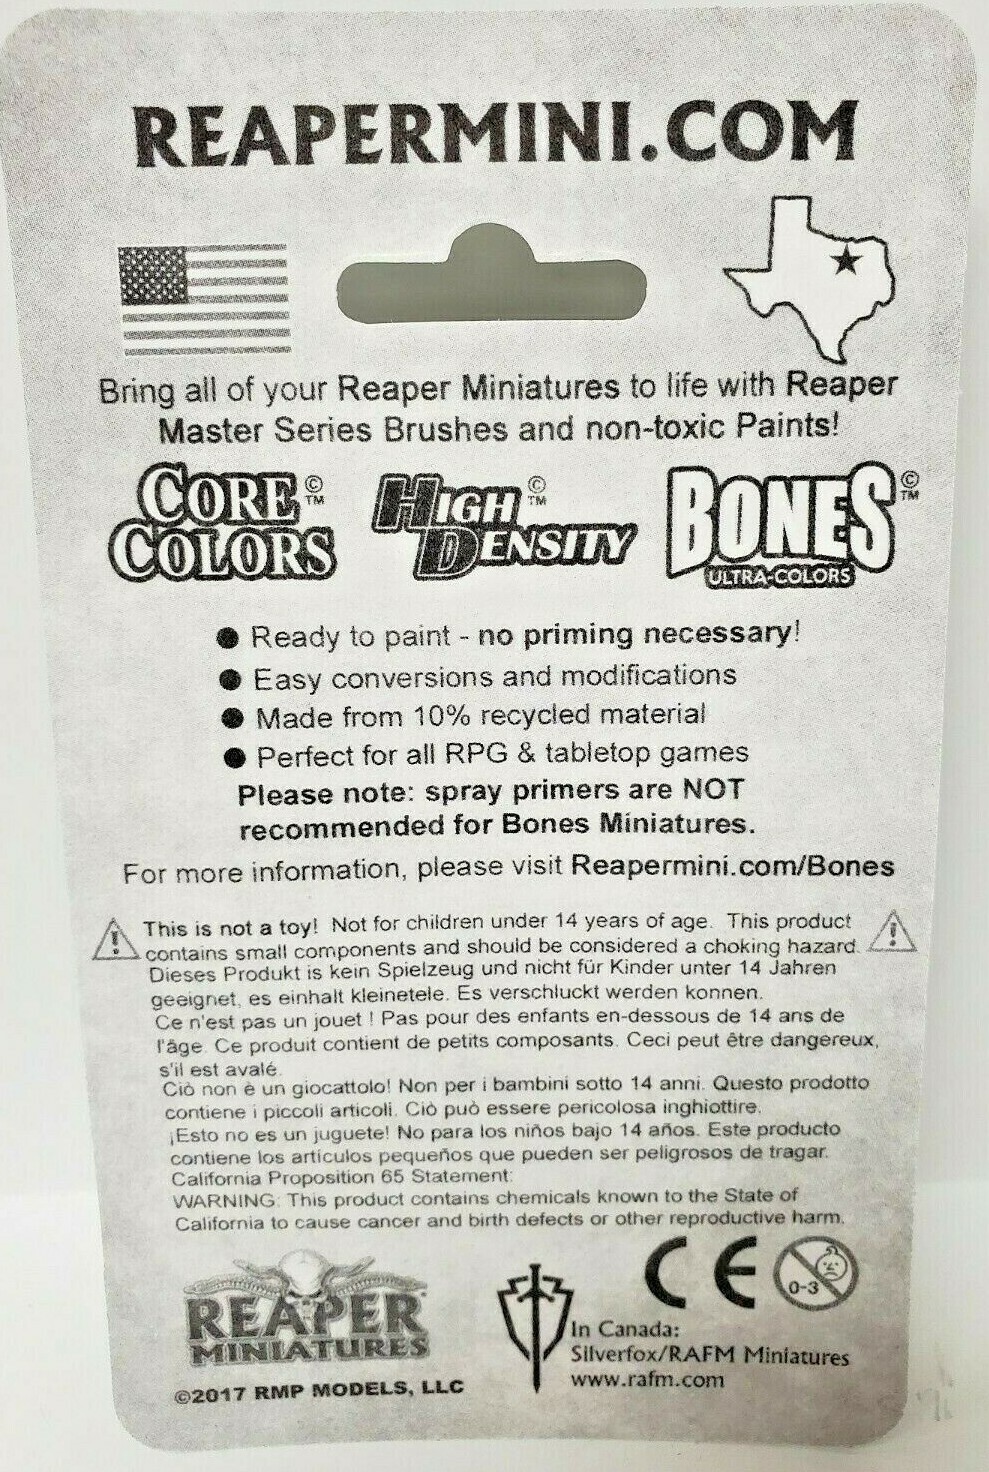 REAPERMINI.COM
Bring all of your Reaper Miniatures to life with Reaper
Master Series Brushes and non-toxic Paints!
CORE © ™
COLORS
HIGH © ™
DENSITY
BONES © ™
ULTRA-COLORS
● Ready to paint - no priming necessary!
● Easy conversions and modifications
● Made from 10% recycled material
● Perfect for all RPG & tabletop games
Please note: spray primers are NOT
recommended for Bones Miniatures.
For more information, please visit Reapermini.com/Bones
This is not a toy! Not for children under 14 years of age. This product
contains small components and should be considered a choking hazard.
Dieses Produkt is kein Spielzeug und nicht für Kinder unter 14 Jahren
geeignet, es einhalt kleinetele. Es verschluckt werden konnen.
Ce n'est pas un jouet ! Pas pour des enfants en-dessous de 14 ans de
l'âge. Ce produit contient de petits composants. Ceci peut être dangereux,
s'il est avalé.
Ciò non è un giocattolo! Non per i bambini sotto 14 anni. Questo prodotto
contiene i piccoli articoli. Ciò può essere pericolosa inghiottire.
¡Esto no es un juguete! No para los niños bajo 14 años. Este producto
contiene los artículos pequeños que pueden ser peligrosos de tragar.
California Proposition 65 Statement:
WARNING: This product contains chemicals known to the State of
California to cause cancer and birth defects or other reproductive harm.
REAPER
MINIATURES
©2017 RMP MODELS, LLC
CE
0-3
In Canada:
Silverfox/RAFM Miniatures
www.rafm.com